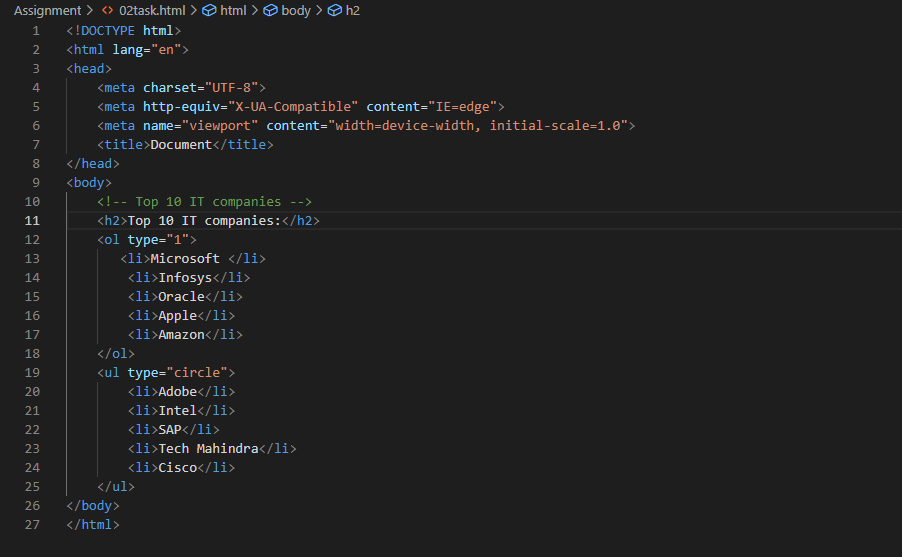 Assignment > <> 02task.html > html > body > h2
1 <!DOCTYPE html>
2 <html lang="en">
3 <head>
4     <meta charset="UTF-8">
5     <meta http-equiv="X-UA-Compatible" content="IE=edge">
6     <meta name="viewport" content="width=device-width, initial-scale=1.0">
7     <title>Document</title>
8 </head>
9 <body>
10     <!-- Top 10 IT companies -->
11     <h2>Top 10 IT companies:</h2>
12     <ol type="1">
13        <li>Microsoft </li>
14         <li>Infosys</li>
15         <li>Oracle</li>
16         <li>Apple</li>
17         <li>Amazon</li>
18     </ol>
19     <ul type="circle">
20         <li>Adobe</li>
21         <li>Intel</li>
22         <li>SAP</li>
23         <li>Tech Mahindra</li>
24         <li>Cisco</li>
25     </ul>
26 </body>
27 </html>